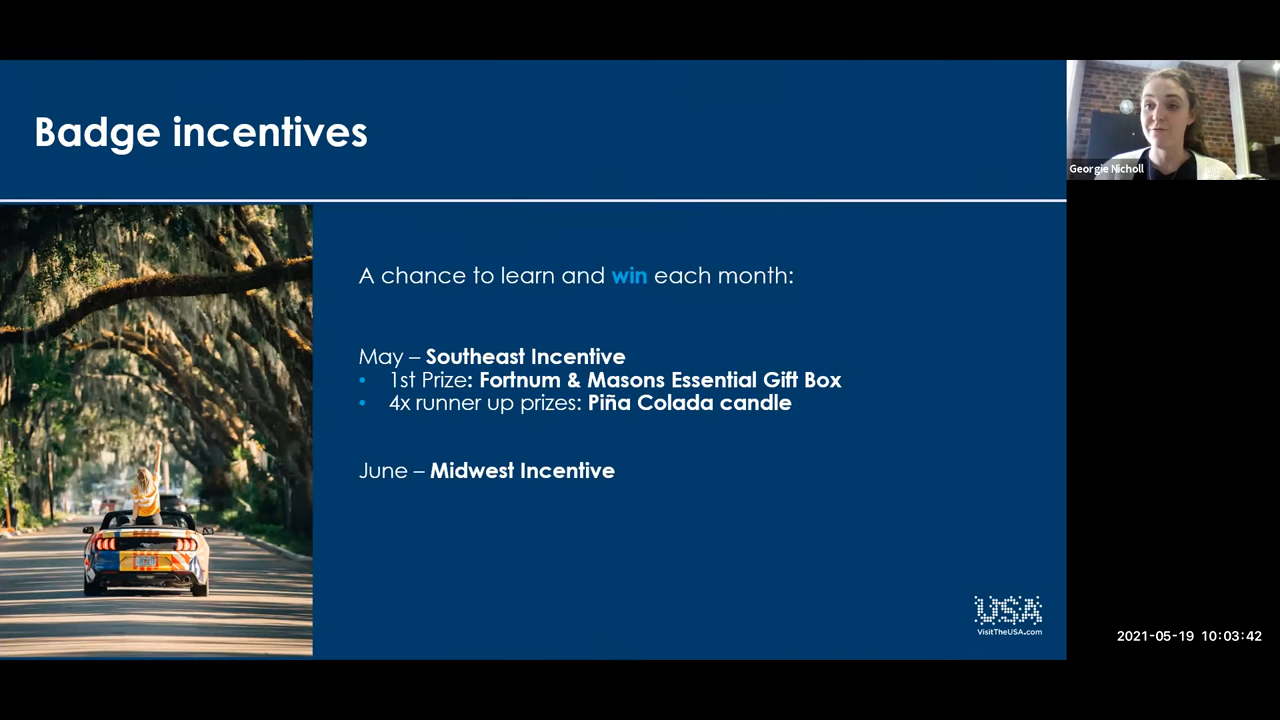 Badge incentives
Georgie Nicholl
A chance to learn and win each month:
May – Southeast Incentive
• 1st Prize: Fortnum & Masons Essential Gift Box
• 4x runner up prizes: Piña Colada candle
June – Midwest Incentive
USA
VisitTheUSA.com
2021-05-19 10:03:42